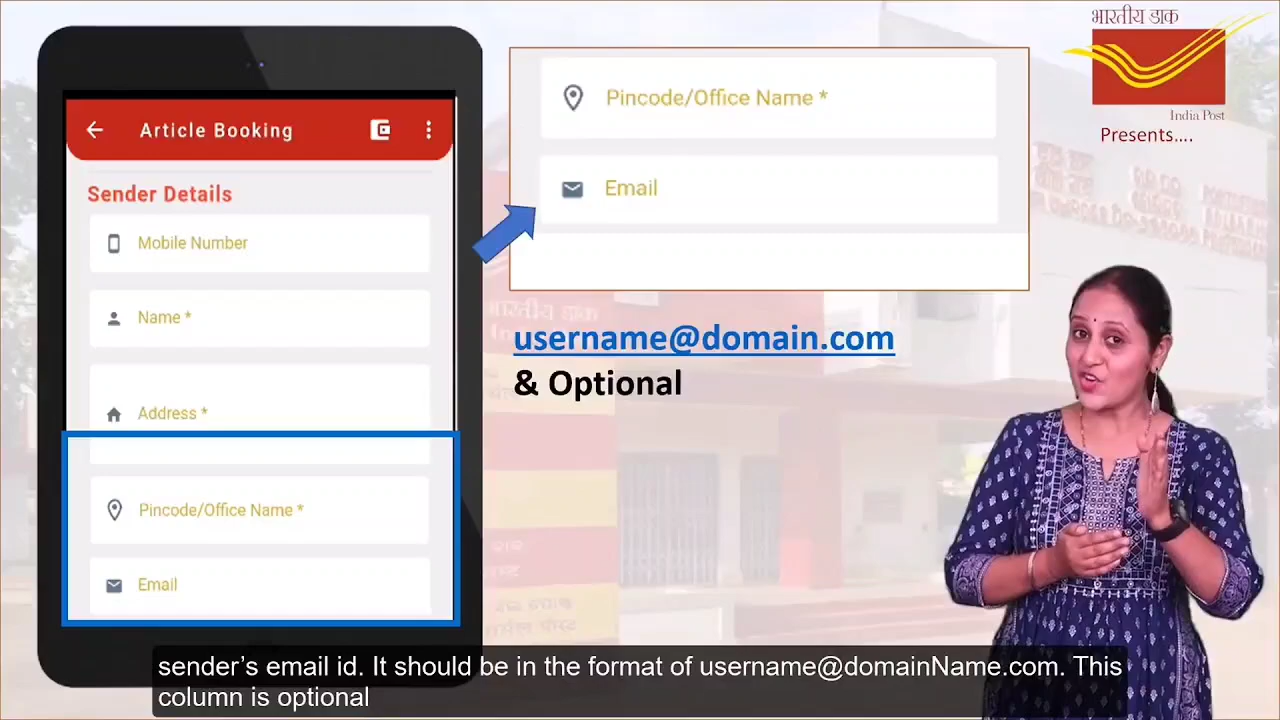 भारतीय डाक
India Post
Presents....
Article Booking
Sender Details
Mobile Number
Name *
Address *
Pincode/Office Name *
Email
Pincode/Office Name *
Email
username@domain.com
& Optional
sender's email id. It should be in the format of username@domainName.com. This
column is optional